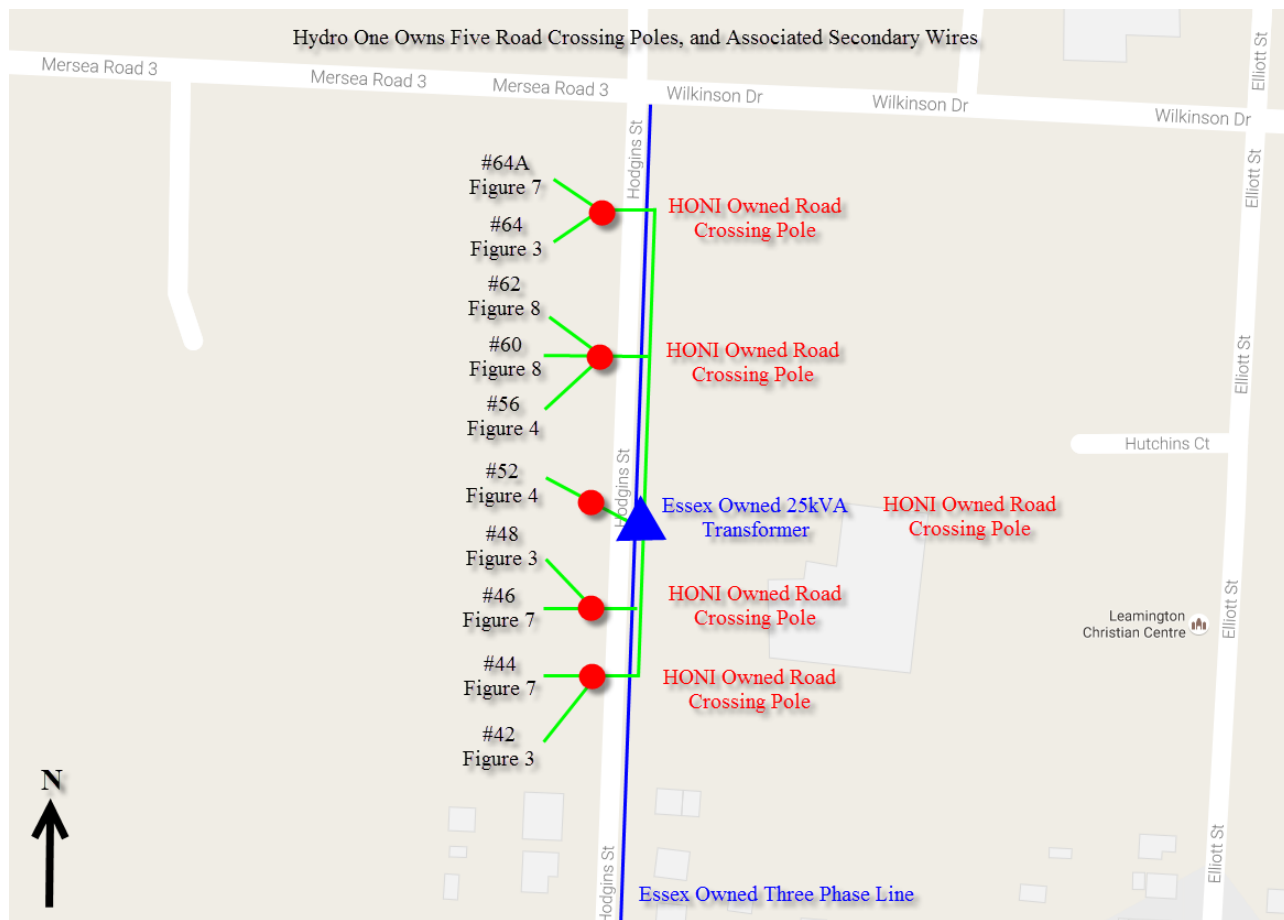 Hydro One Owns Five Road Crossing Poles, and Associated Secondary Wires
Mersea Road 3
Mersea Road 3
Mersea Road 3
Wilkinson Dr
Wilkinson Dr
Wilkinson Dr
Elliott St
Elliott St
Hodgins St
#64A
Figure 7
#64
Figure 3
HONI Owned Road
Crossing Pole
#62
Figure 8
#60
Figure 8
#56
Figure 4
HONI Owned Road
Crossing Pole
Elliott St
Hutchins Ct
Hodgins St
#52
Figure 4
Essex Owned 25kVA
Transformer
HONI Owned Road
Crossing Pole
#48
Figure 3
#46
Figure 7
HONI Owned Road
Crossing Pole
Leamington
Christian Centre
Elliott St
#44
Figure 7
HONI Owned Road
Crossing Pole
#42
Figure 3
N
Hodgins St
Elliott St
Essex Owned Three Phase Line